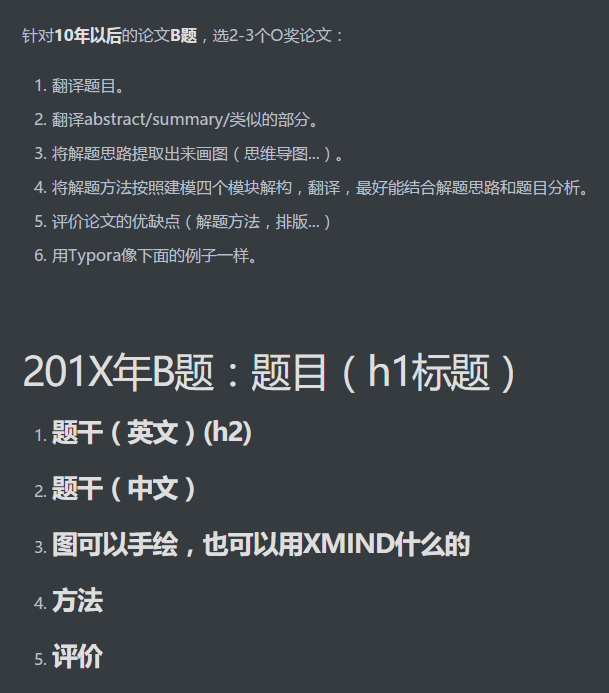 针对10年以后的论文B题，选2-3个O奖论文：
1. 翻译题目。
2. 翻译abstract/summary/类似的部分。
3. 将解题思路提取出来画图（思维导图...）。
4. 将解题方法按照建模四个模块解构，翻译，最好能结合解题思路和题目分析。
5. 评价论文的优缺点（解题方法，排版...）
6. 用Typora像下面的例子一样。
201X年B题：题目（h1标题）
1. 题干（英文）(h2)
2. 题干（中文）
3. 图可以手绘，也可以用XMIND什么的
4. 方法
5. 评价